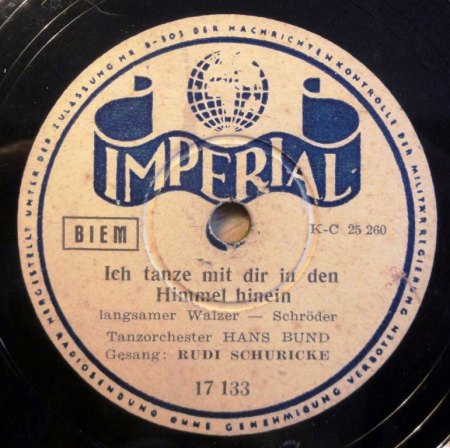 HERGESTELLT UNTER DER ZULASSUNG NR B-503 DER NACHRICHTENKONTROLLE DER MILITÄRREGIERUNG
RADIOSENDUNG OHNE GENEHMIGUNG VERBOTEN
IMPERIAL
BIEM
K-C 25 260
Ich tanze mit dir in den
Himmel hinein
langsamer Walzer — Schröder
Tanzorchester HANS BUND
Gesang: RUDI SCHURICKE
17 133